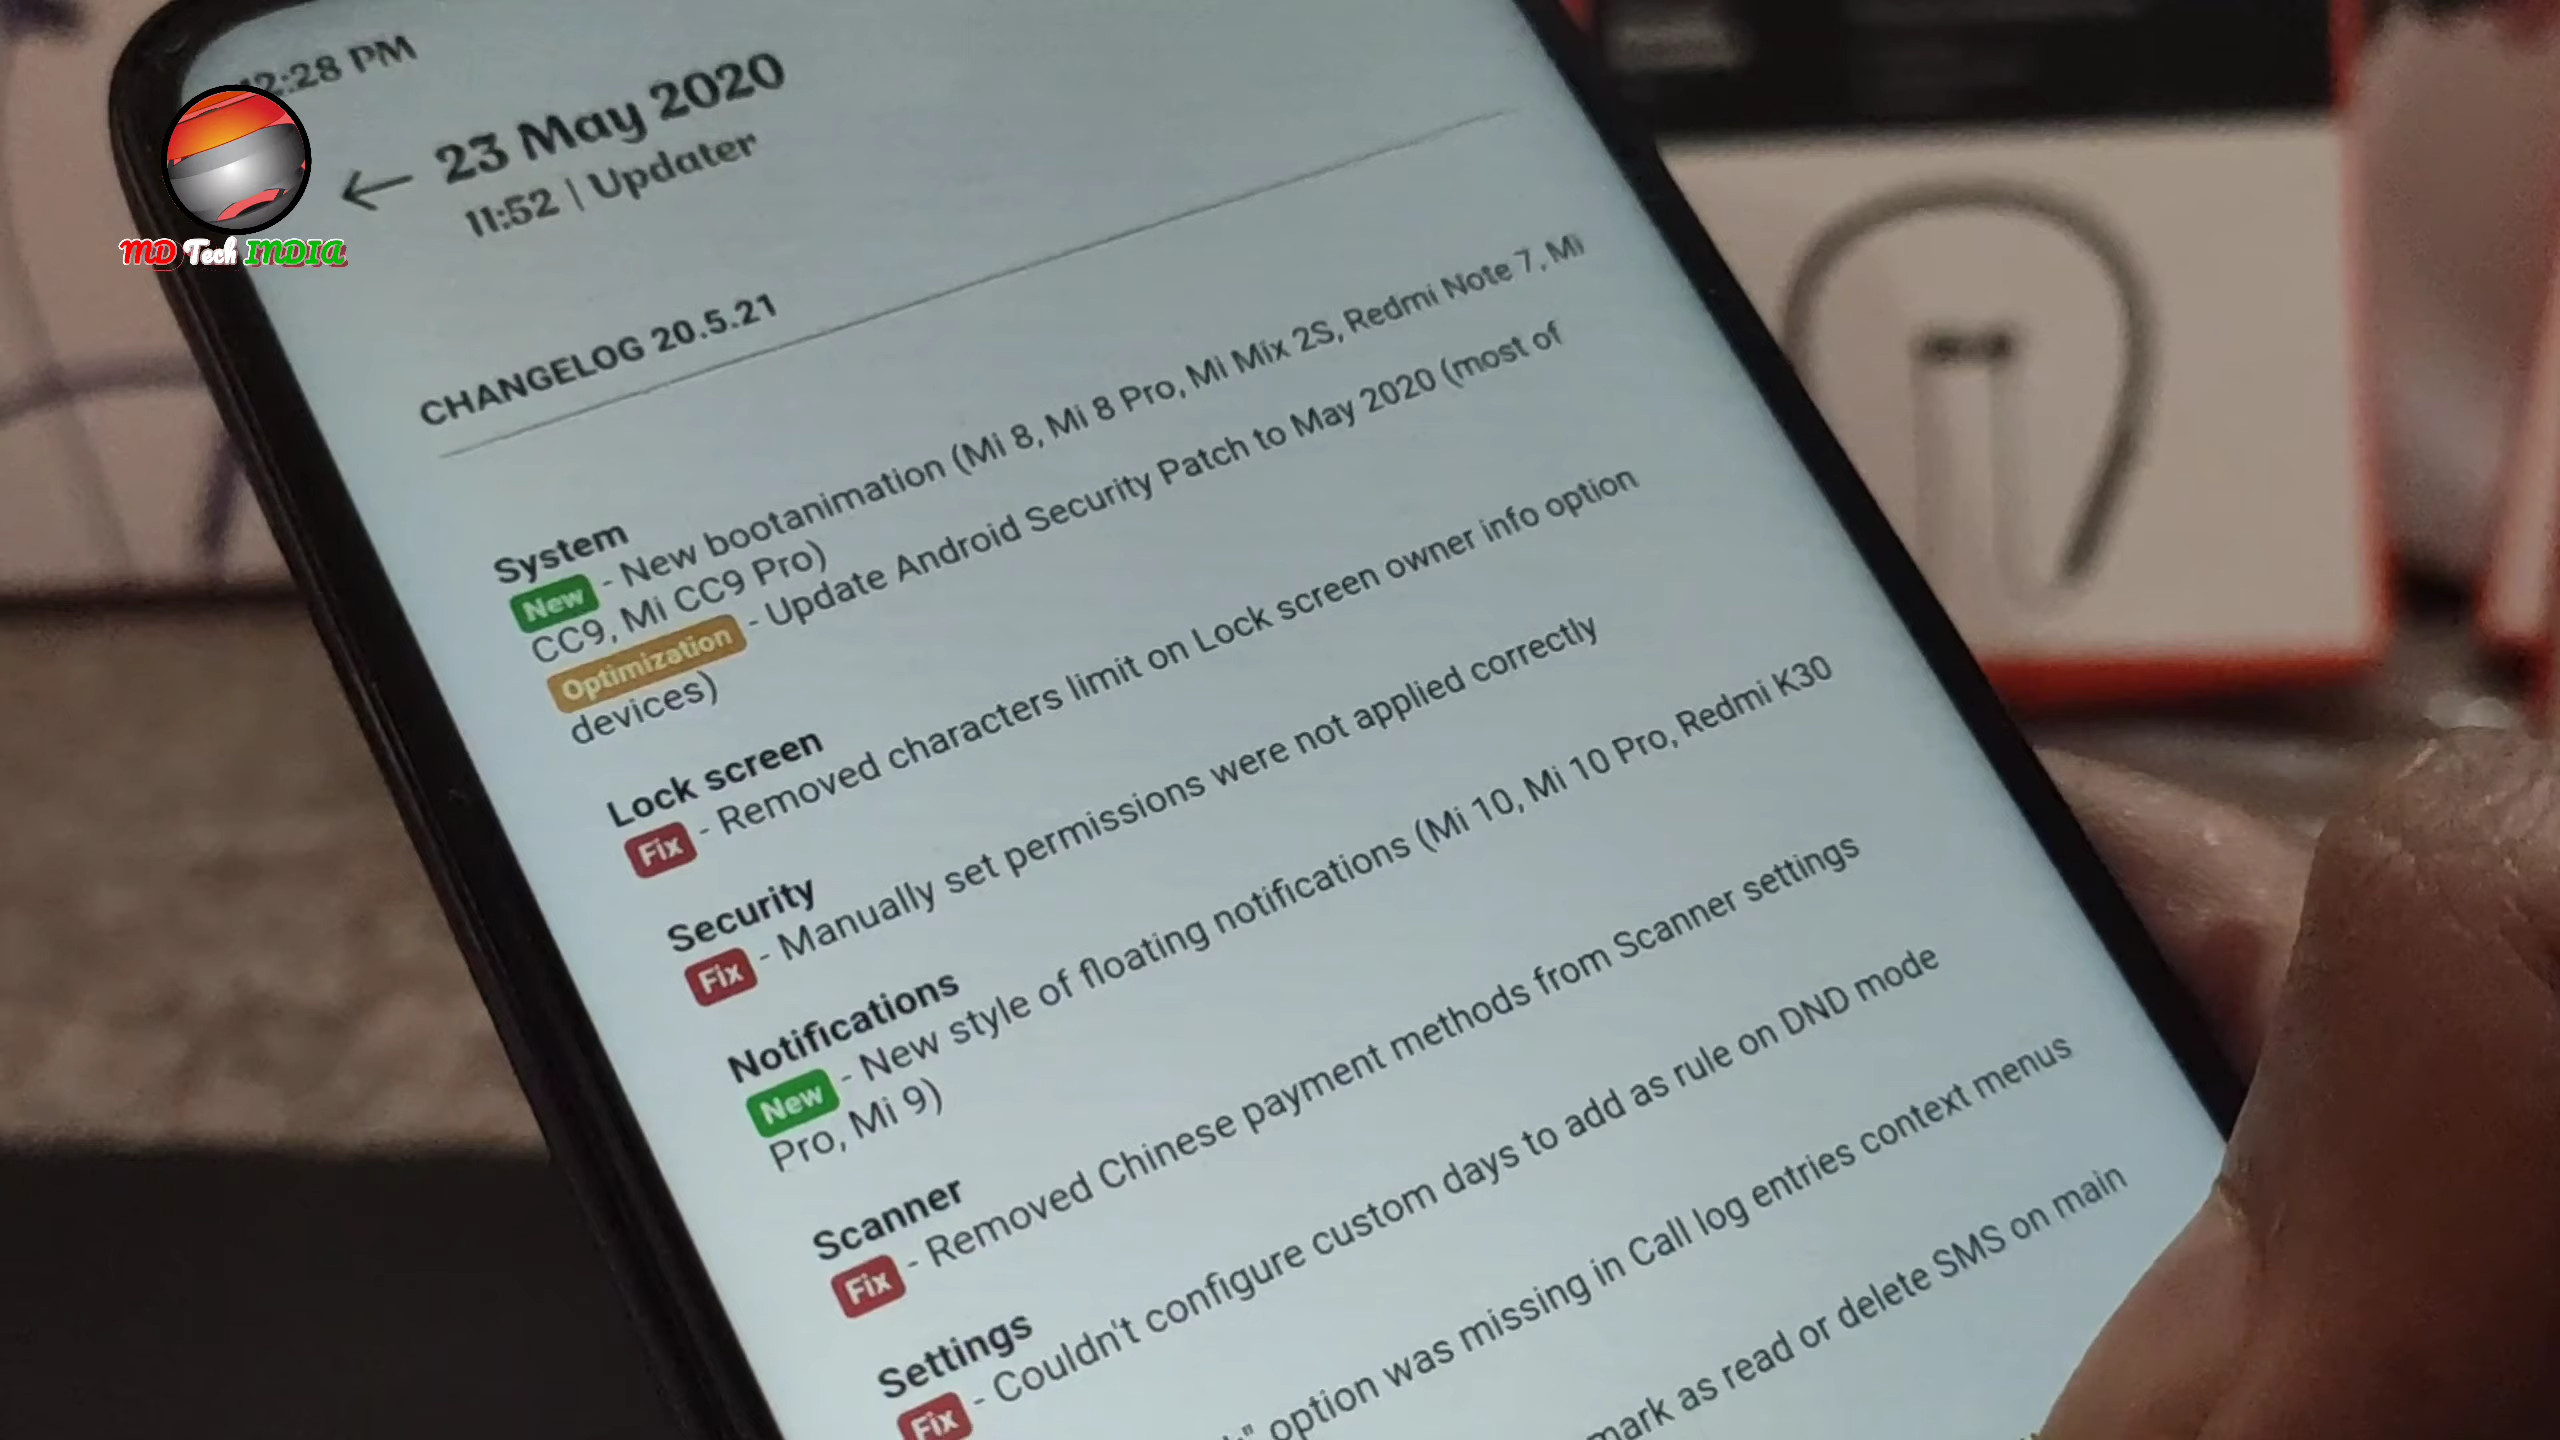 12:28 PM
← 23 May 2020
11:52 | Updater
MD Tech INDIA
CHANGELOG 20.5.21
System
New - New bootanimation (Mi 8, Mi 8 Pro, Mi Mix 2S, Redmi Note 7, Mi
CC9, Mi CC9 Pro)
Optimization - Update Android Security Patch to May 2020 (most of
devices)
Lock screen
Fix - Removed characters limit on Lock screen owner info option
Security
Fix - Manually set permissions were not applied correctly
Notifications
New - New style of floating notifications (Mi 10, Mi 10 Pro, Redmi K30
Pro, Mi 9)
Scanner
Fix - Removed Chinese payment methods from Scanner settings
Settings
Fix - Couldn't configure custom days to add as rule on DND mode
" option was missing in Call log entries context menus
mark as read or delete SMS on main